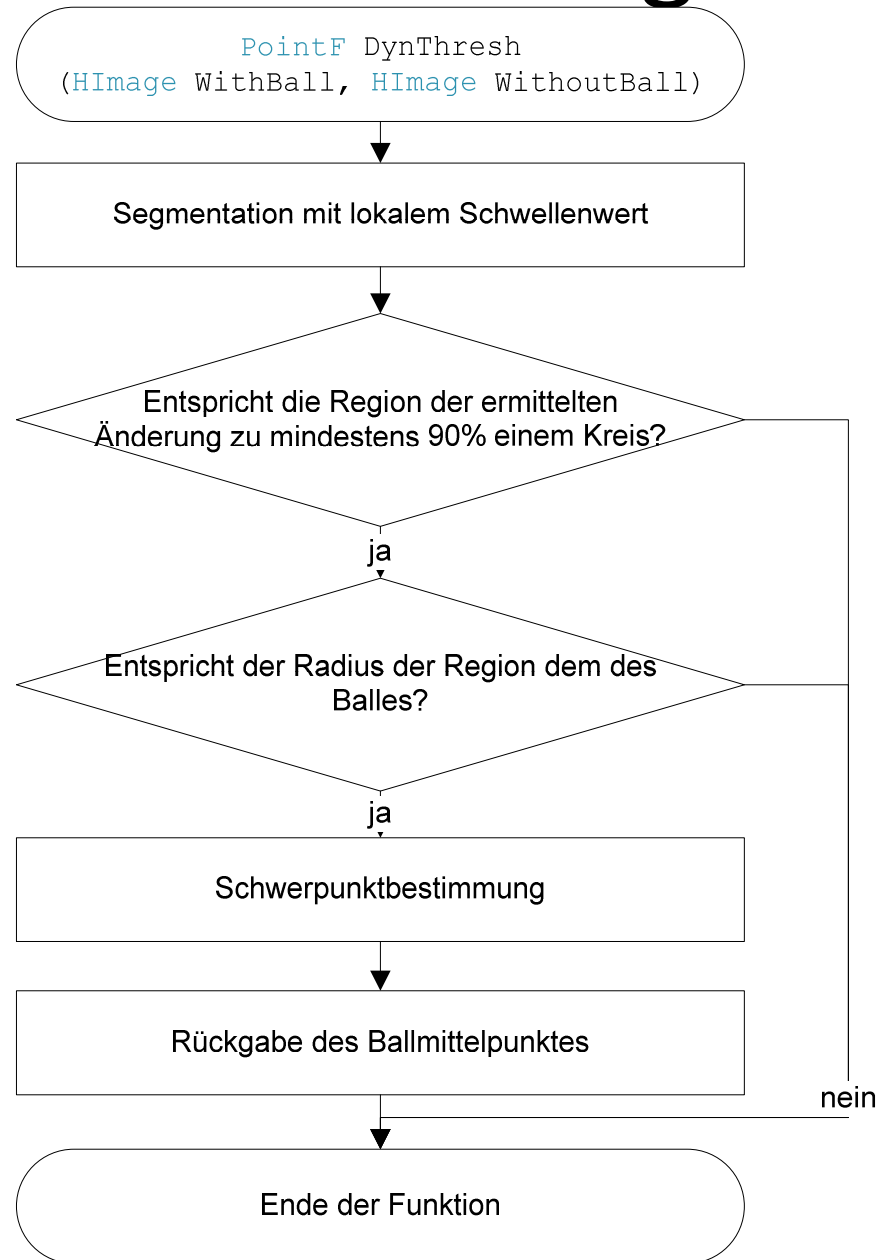 PointF DynThresh
(HImage WithBall, HImage WithoutBall)
Segmentation mit lokalem Schwellenwert
Entspricht die Region der ermittelten
Änderung zu mindestens 90% einem Kreis?
ja
Entspricht der Radius der Region dem des
Balles?
ja
Schwerpunktbestimmung
Rückgabe des Ballmittelpunktes
nein
Ende der Funktion